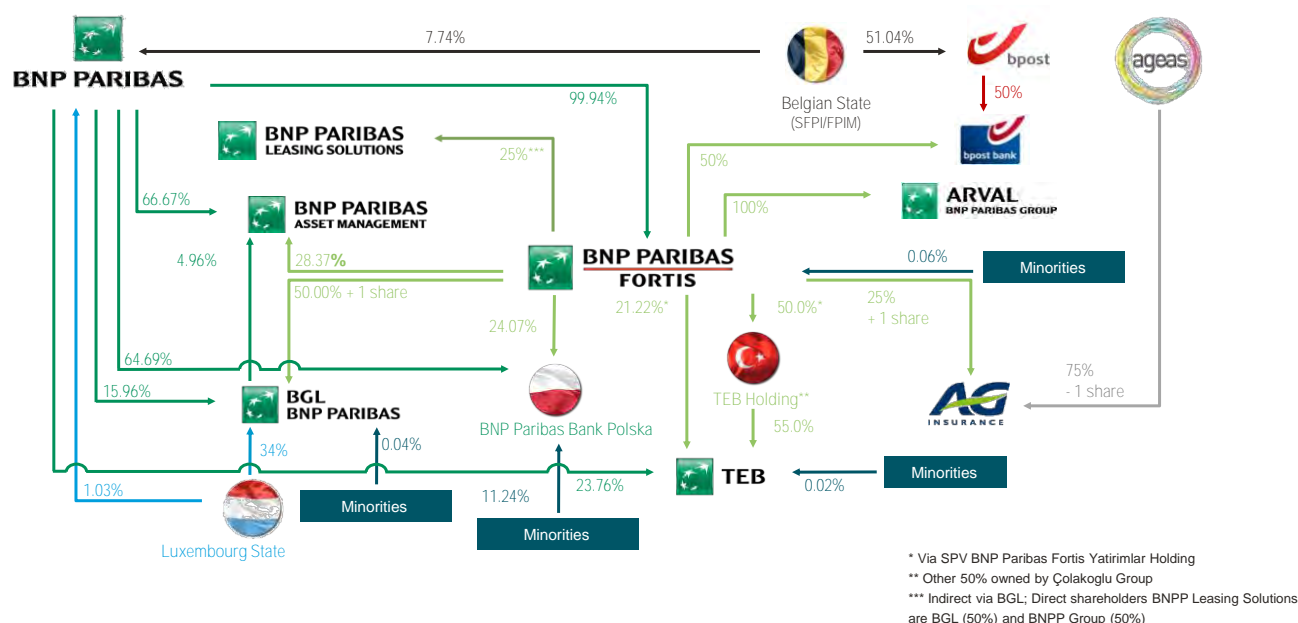 7.74%
51.04%
BNP PARIBAS
bpost
ageas
99.94%
50%
Belgian State
(SFPI/FPIM)
BNP PARIBAS
LEASING SOLUTIONS
25%***
bpost bank
50%
66.67%
BNP PARIBAS
ASSET MANAGEMENT
100%
ARVAL
BNP PARIBAS GROUP
4.96%
28.37%
50.00% + 1 share
BNP PARIBAS
FORTIS
0.06%
Minorities
24.07%
21.22%*
50.0%*
25%
+ 1 share
64.69%
15.96%
BGL
BNP PARIBAS
BNP Paribas Bank Polska
TEB Holding**
75%
- 1 share
AG
INSURANCE
34%
0.04%
55.0%
1.03%
Minorities
11.24%
23.76%
TEB
0.02%
Minorities
Minorities
Luxembourg State
* Via SPV BNP Paribas Fortis Yatirimlar Holding
** Other 50% owned by Çolakoglu Group
*** Indirect via BGL; Direct shareholders BNPP Leasing Solutions
are BGL (50%) and BNPP Group (50%)